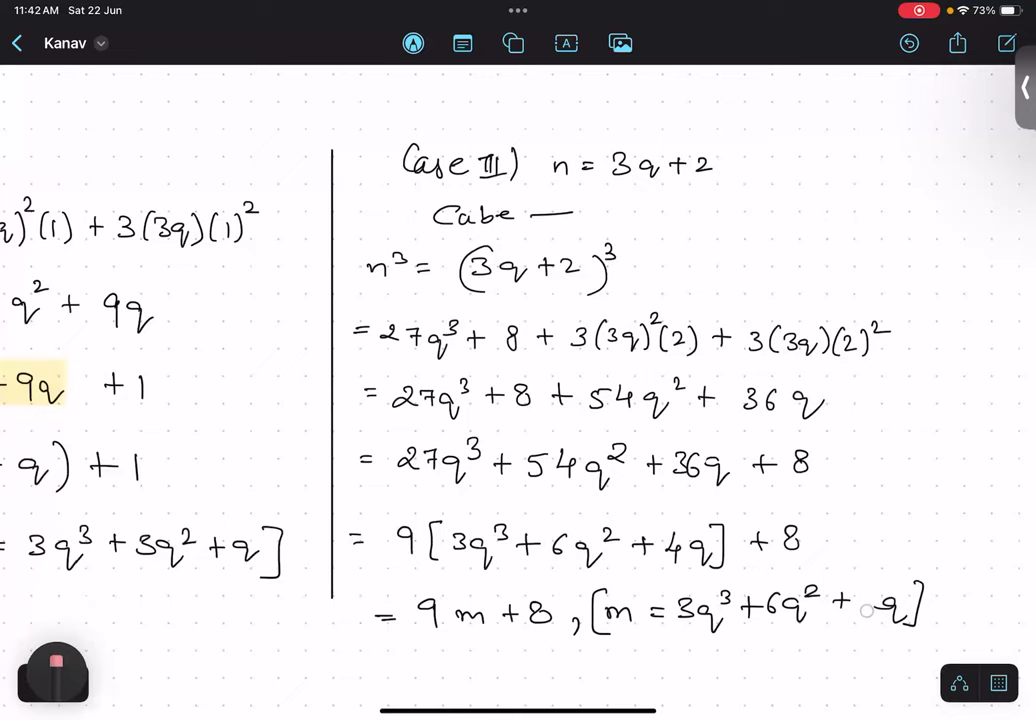 11:42 AM Sat 22 Jun
73%
Kanav
A
q)²(1) + 3(3q)(1)²
q² + 9q
- 9q + 1
- q) + 1
= 3q³ + 3q² + q]
Case III) n = 3q + 2
Cube —
n³ = (3q + 2)³
= 27q³ + 8 + 3(3q)²(2) + 3(3q)(2)²
= 27q³ + 8 + 54q² + 36q
= 27q³ + 54q² + 36q + 8
= 9[3q³ + 6q² + 4q] + 8
= 9m + 8, [m = 3q³ + 6q² + q]